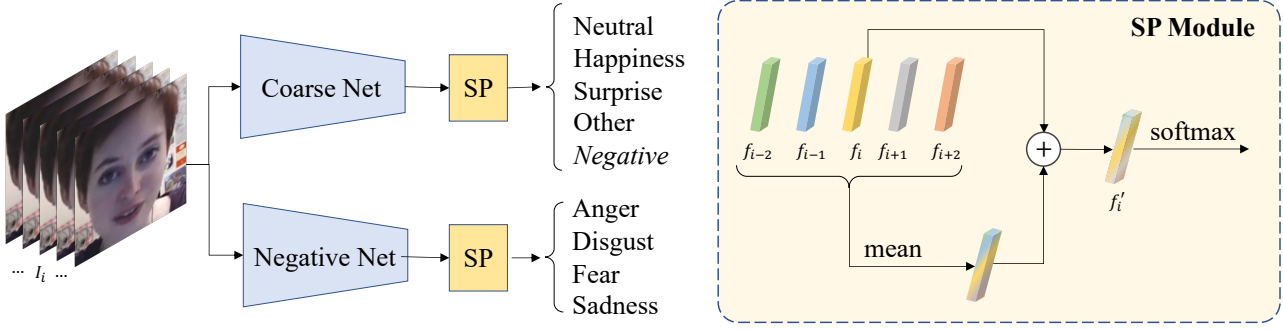 Coarse Net
SP
Neutral
Happiness
Surprise
Other
Negative
Negative Net
SP
Anger
Disgust
Fear
Sadness
... I_i ...
SP Module
f_{i−2} f_{i−1} f_i f_{i+1} f_{i+2}
mean
+
f_i′
softmax